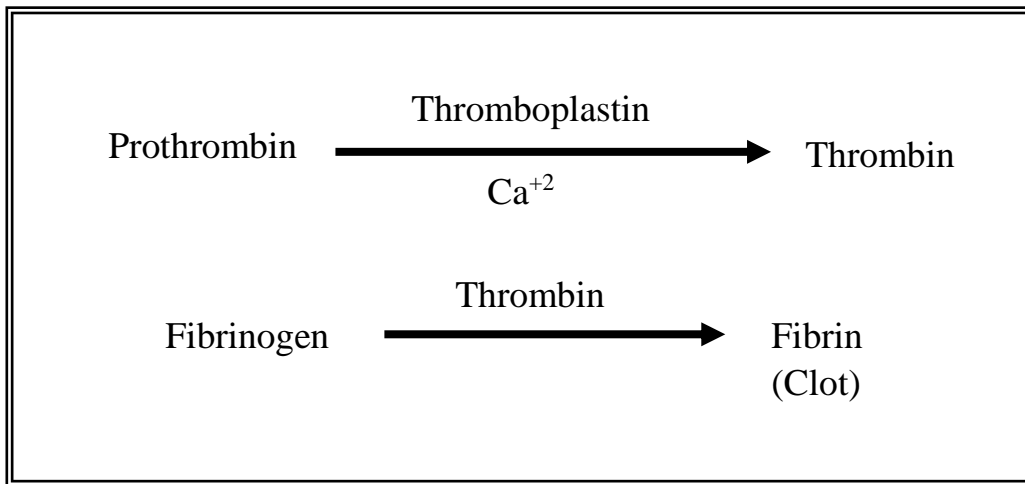 Thromboplastin
Prothrombin Thrombin
Ca⁺²
Thrombin
Fibrinogen Fibrin
(Clot)